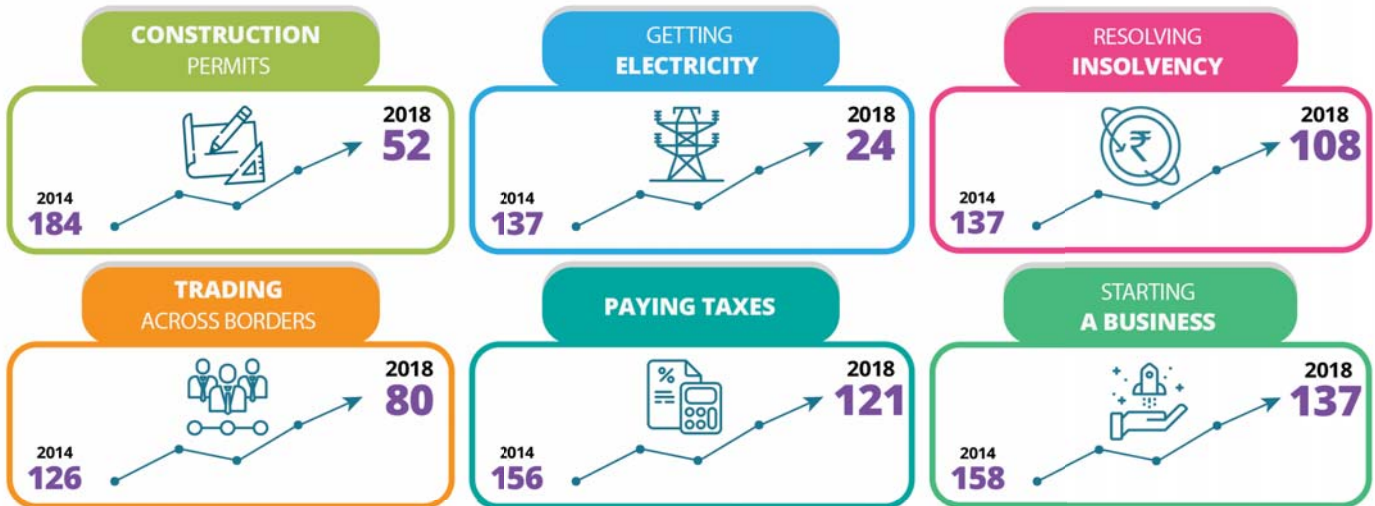 CONSTRUCTION
PERMITS
2014
184
2018
52
GETTING
ELECTRICITY
2014
137
2018
24
RESOLVING
INSOLVENCY
₹
2014
137
2018
108
TRADING
ACROSS BORDERS
2014
126
2018
80
PAYING TAXES
%
2014
156
2018
121
STARTING
A BUSINESS
2014
158
2018
137